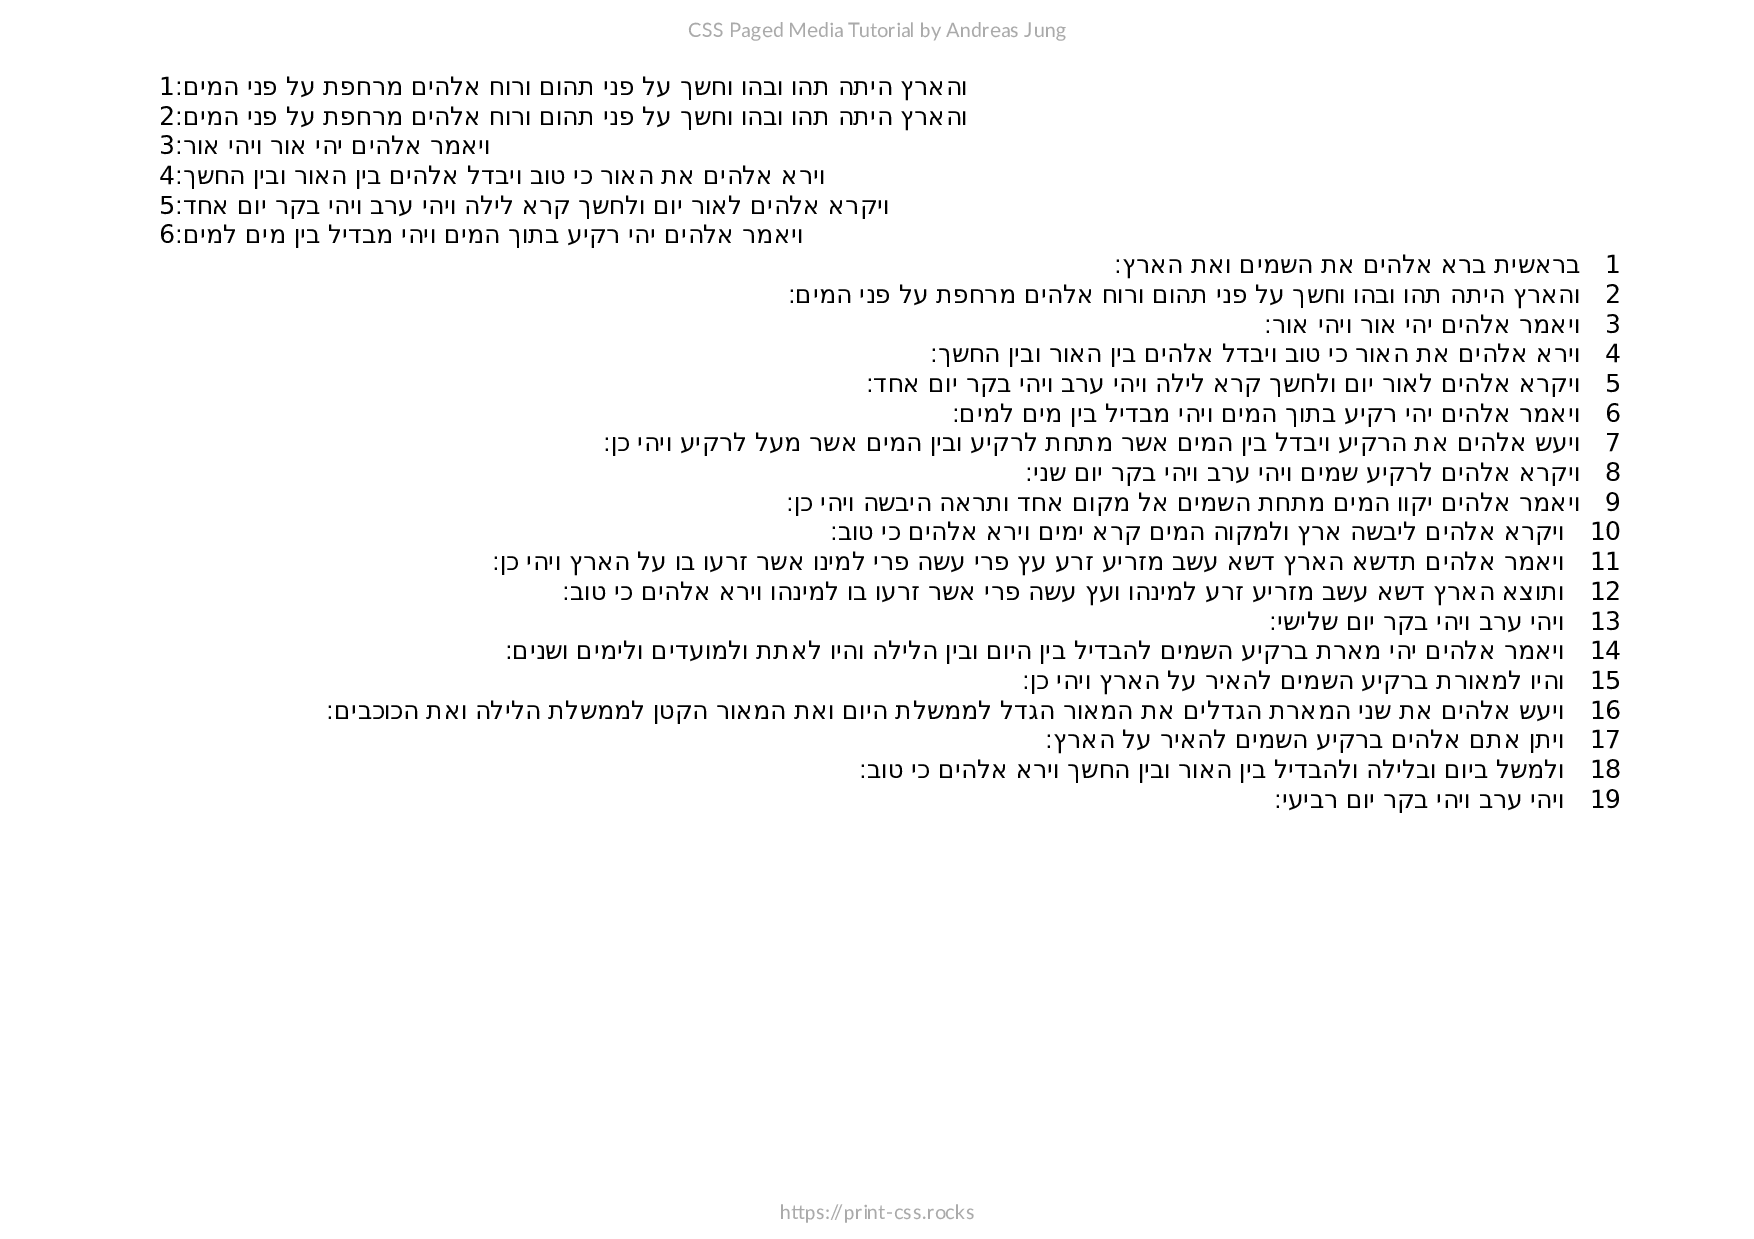 CSS Paged Media Tutorial by Andreas Jung
1:והארץ היתה תהו ובהו וחשך על פני תהום ורוח אלהים מרחפת על פני המים
2:והארץ היתה תהו ובהו וחשך על פני תהום ורוח אלהים מרחפת על פני המים
3:ויאמר אלהים יהי אור ויהי אור
4:וירא אלהים את האור כי טוב ויבדל אלהים בין האור ובין החשך
5:ויקרא אלהים לאור יום ולחשך קרא לילה ויהי ערב ויהי בקר יום אחד
6:ויאמר אלהים יהי רקיע בתוך המים ויהי מבדיל בין מים למים
1 בראשית ברא אלהים את השמים ואת הארץ:
2 והארץ היתה תהו ובהו וחשך על פני תהום ורוח אלהים מרחפת על פני המים:
3 ויאמר אלהים יהי אור ויהי אור:
4 וירא אלהים את האור כי טוב ויבדל אלהים בין האור ובין החשך:
5 ויקרא אלהים לאור יום ולחשך קרא לילה ויהי ערב ויהי בקר יום אחד:
6 ויאמר אלהים יהי רקיע בתוך המים ויהי מבדיל בין מים למים:
7 ויעש אלהים את הרקיע ויבדל בין המים אשר מתחת לרקיע ובין המים אשר מעל לרקיע ויהי כן:
8 ויקרא אלהים לרקיע שמים ויהי ערב ויהי בקר יום שני:
9 ויאמר אלהים יקוו המים מתחת השמים אל מקום אחד ותראה היבשה ויהי כן:
10 ויקרא אלהים ליבשה ארץ ולמקוה המים קרא ימים וירא אלהים כי טוב:
11 ויאמר אלהים תדשא הארץ דשא עשב מזריע זרע עץ פרי עשה פרי למינו אשר זרעו בו על הארץ ויהי כן:
12 ותוצא הארץ דשא עשב מזריע זרע למינהו ועץ עשה פרי אשר זרעו בו למינהו וירא אלהים כי טוב:
13 ויהי ערב ויהי בקר יום שלישי:
14 ויאמר אלהים יהי מארת ברקיע השמים להבדיל בין היום ובין הלילה והיו לאתת ולמועדים ולימים ושנים:
15 והיו למאורת ברקיע השמים להאיר על הארץ ויהי כן:
16 ויעש אלהים את שני המארת הגדלים את המאור הגדל לממשלת היום ואת המאור הקטן לממשלת הלילה ואת הכוכבים:
17 ויתן אתם אלהים ברקיע השמים להאיר על הארץ:
18 ולמשל ביום ובלילה ולהבדיל בין האור ובין החשך וירא אלהים כי טוב:
19 ויהי ערב ויהי בקר יום רביעי:
https://print-css.rocks